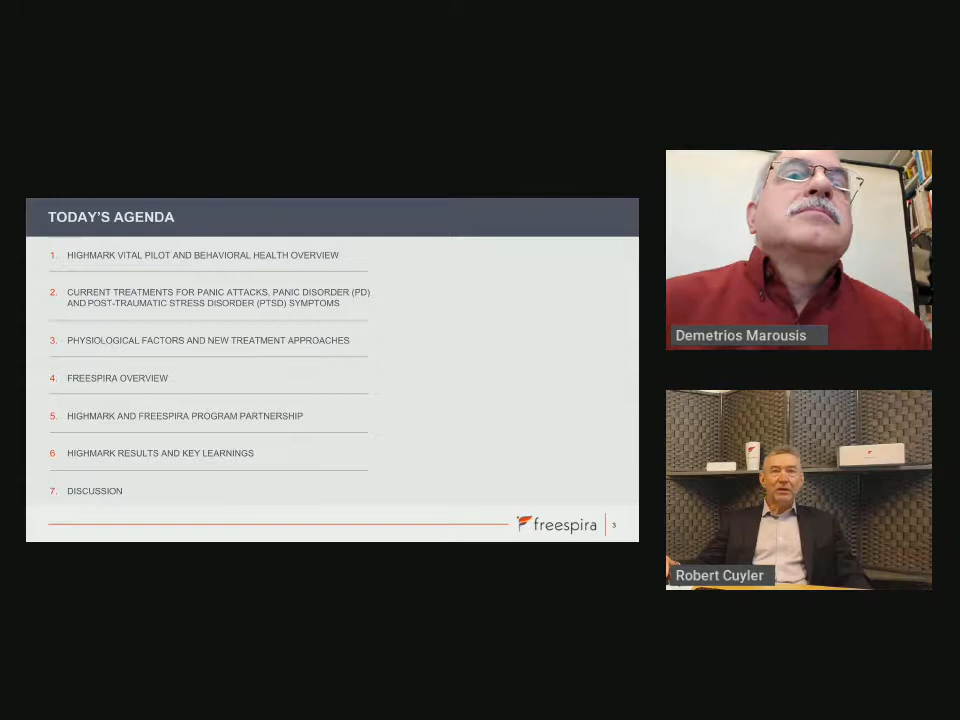 TODAY'S AGENDA
1. HIGHMARK VITAL PILOT AND BEHAVIORAL HEALTH OVERVIEW
2. CURRENT TREATMENTS FOR PANIC ATTACKS, PANIC DISORDER (PD)
AND POST-TRAUMATIC STRESS DISORDER (PTSD) SYMPTOMS
3. PHYSIOLOGICAL FACTORS AND NEW TREATMENT APPROACHES
4. FREESPIRA OVERVIEW
5. HIGHMARK AND FREESPIRA PROGRAM PARTNERSHIP
6 HIGHMARK RESULTS AND KEY LEARNINGS
7. DISCUSSION
freespira 3
Demetrios Marousis
Robert Cuyler